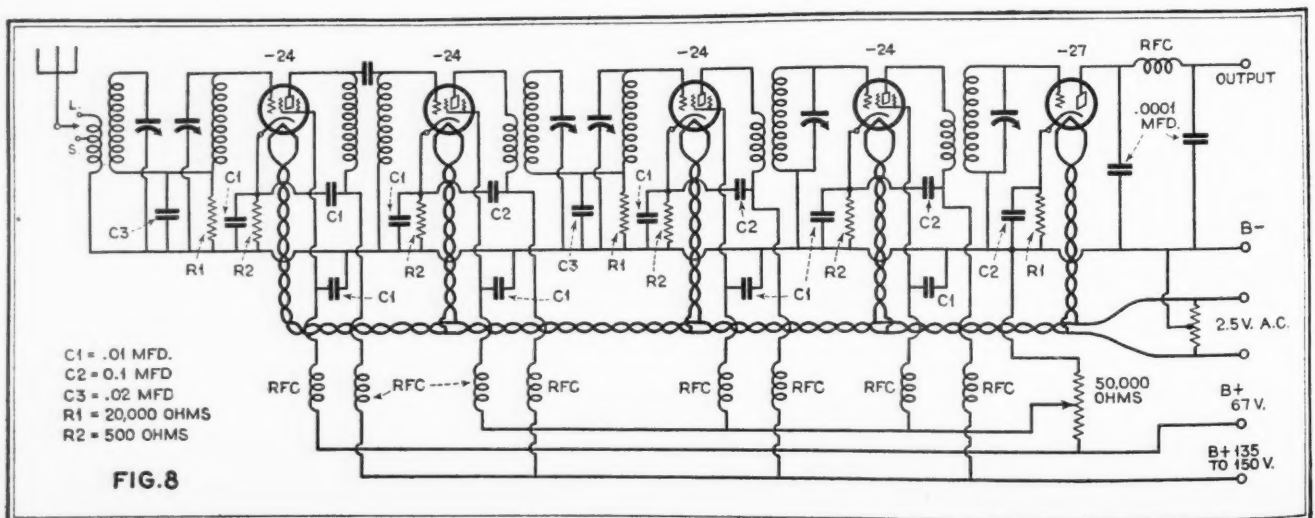 -24
-24
-24
-24
-27
RFC
OUTPUT
L.
S.
.0001
MFD.
C3
R1
C1
R2
C1
C1
C1
R2
C2
C1
C3
R1
C1
R2
C2
C1
R2
C2
C1
C2
R1
B-
2.5V. A.C.
C1 = .01 MFD.
C2 = 0.1 MFD
C3 = .02 MFD
R1 = 20,000 OHMS
R2 = 500 OHMS
RFC
RFC
RFC
RFC
RFC
RFC
RFC
50,000
OHMS
B+
67 V.
B+135
TO 150 V.
FIG.8